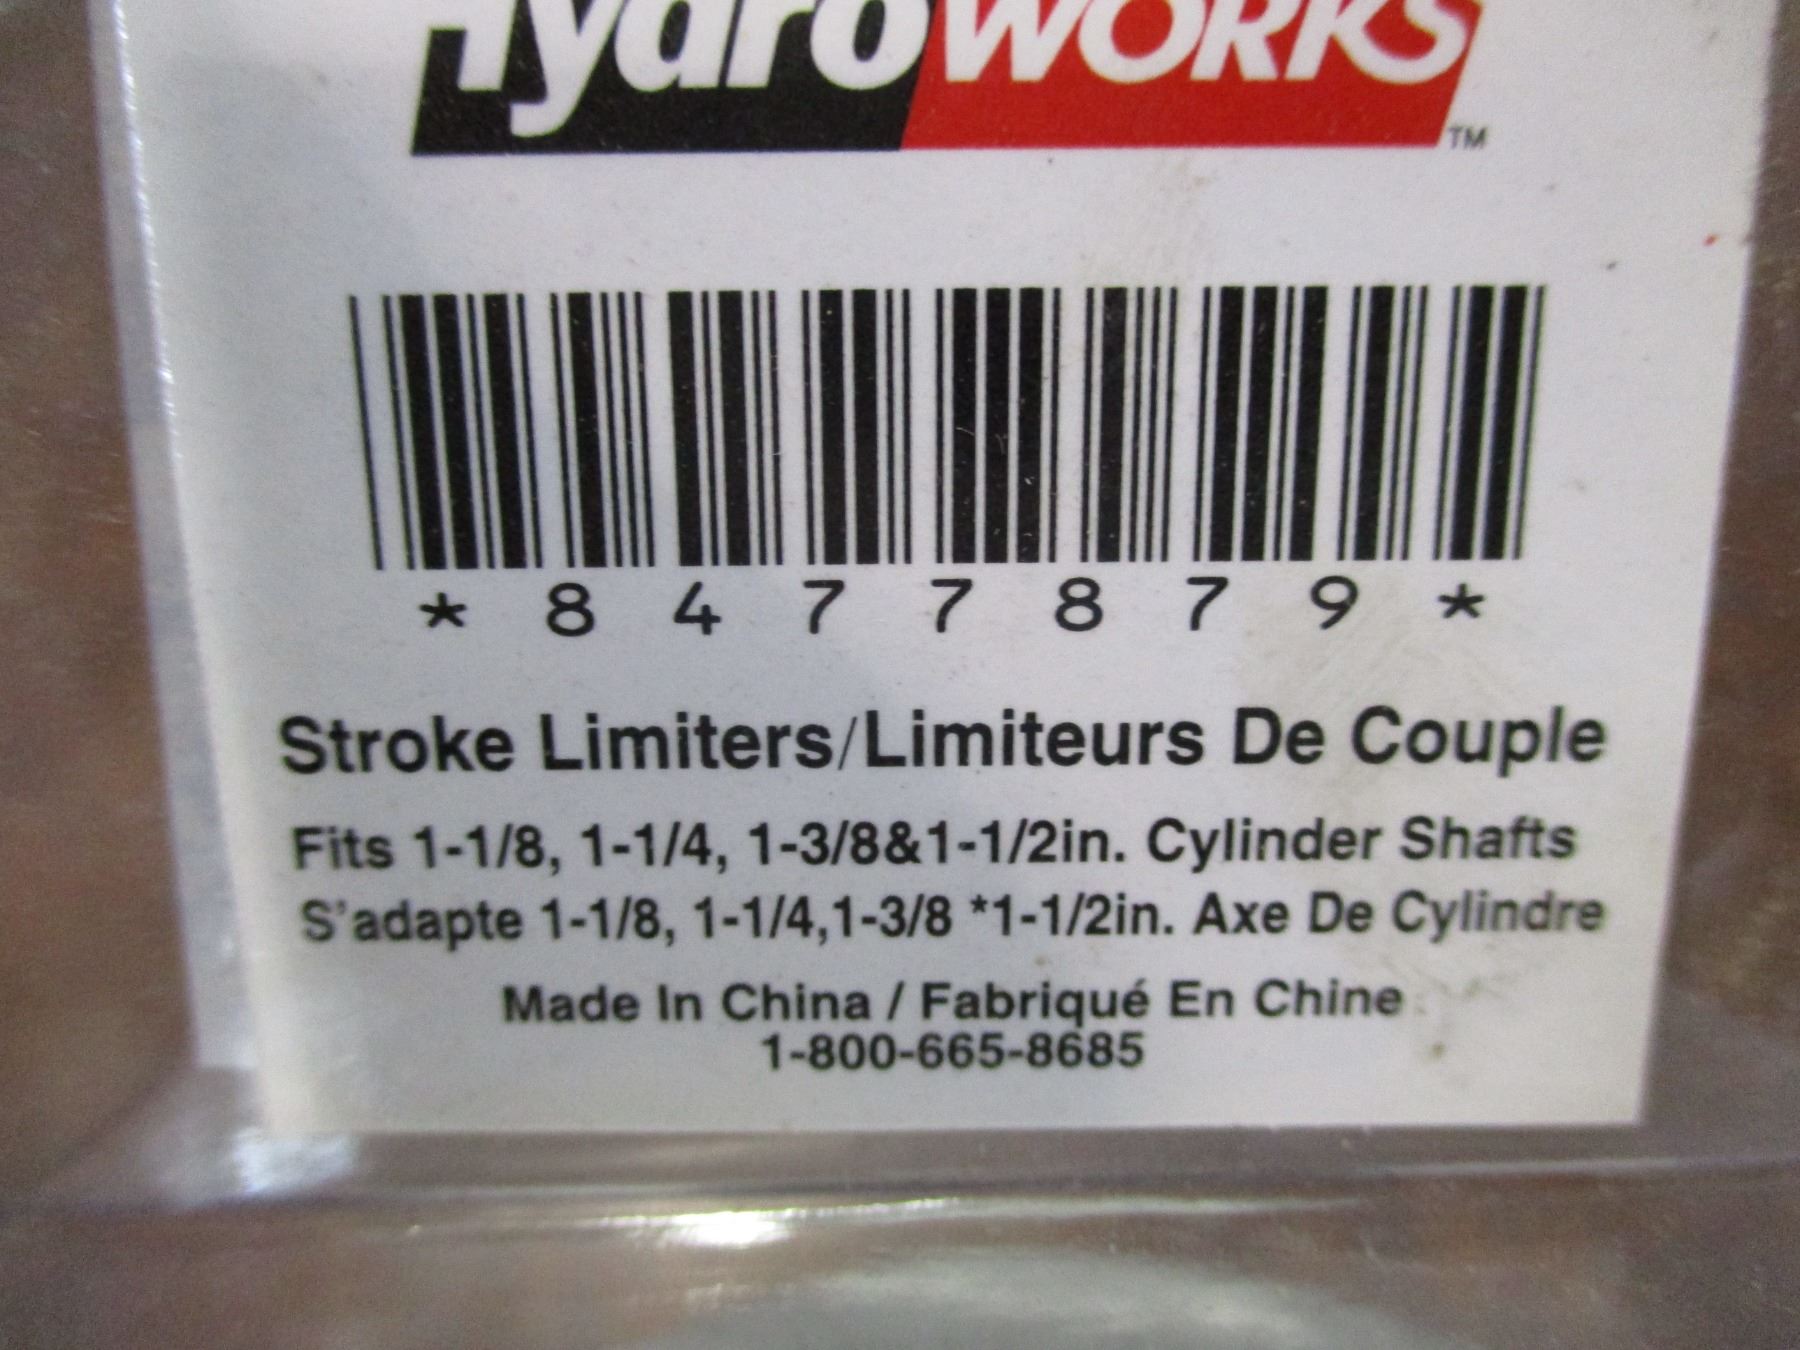 HydroWORKS™
*8477879*
Stroke Limiters/Limiteurs De Couple
Fits 1-1/8, 1-1/4, 1-3/8&1-1/2in. Cylinder Shafts
S'adapte 1-1/8, 1-1/4,1-3/8 *1-1/2in. Axe De Cylindre
Made In China / Fabriqué En Chine
1-800-665-8685